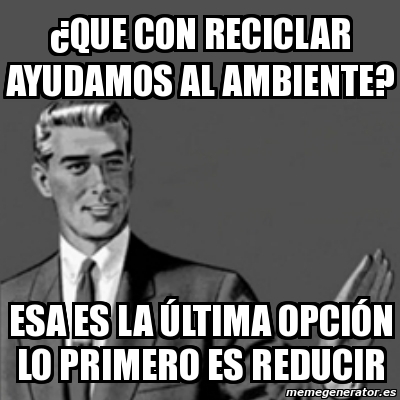 ¿QUE CON RECICLAR
AYUDAMOS AL AMBIENTE?
ESA ES LA ÚLTIMA OPCIÓN
LO PRIMERO ES REDUCIR
memegenerator.es